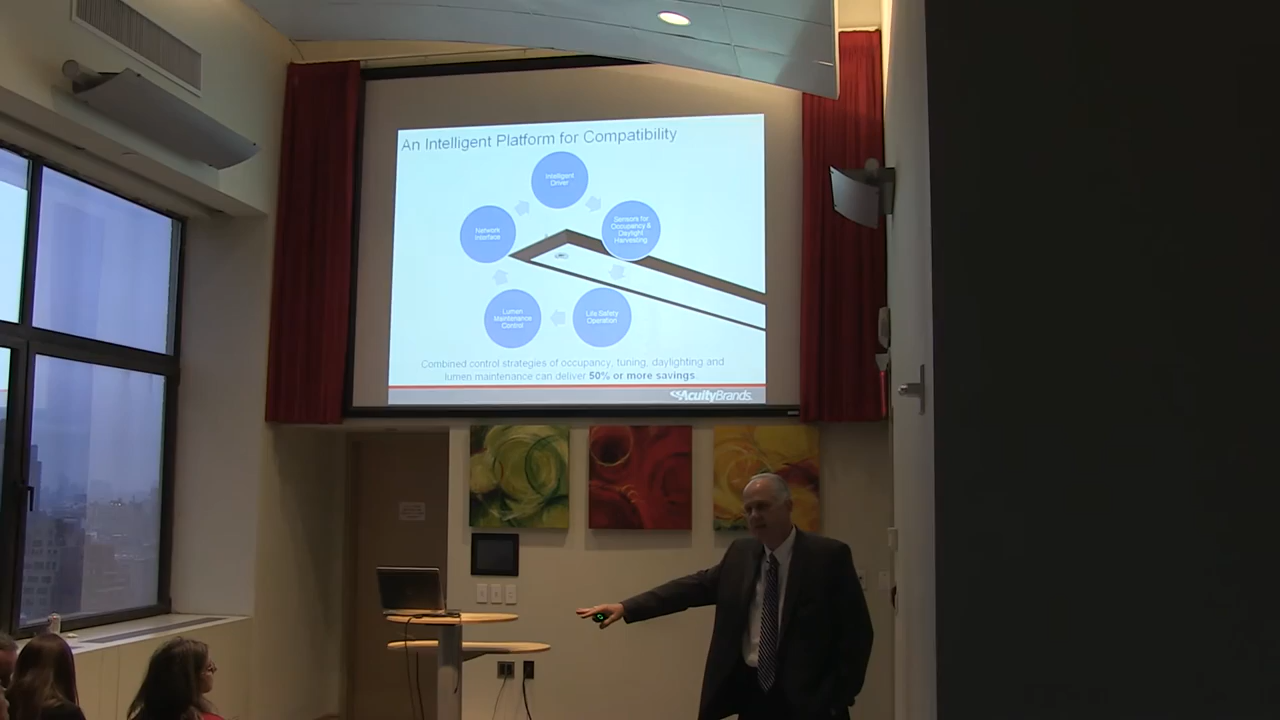 An Intelligent Platform for Compatibility
Intelligent
Driver
Network
Interface
Sensors for
Occupancy &
Daylight
Harvesting
Lumen
Maintenance
Control
Life Safety
Operation
Combined control strategies of occupancy, tuning, daylighting and
lumen maintenance can deliver 50% or more savings
AcuityBrands.